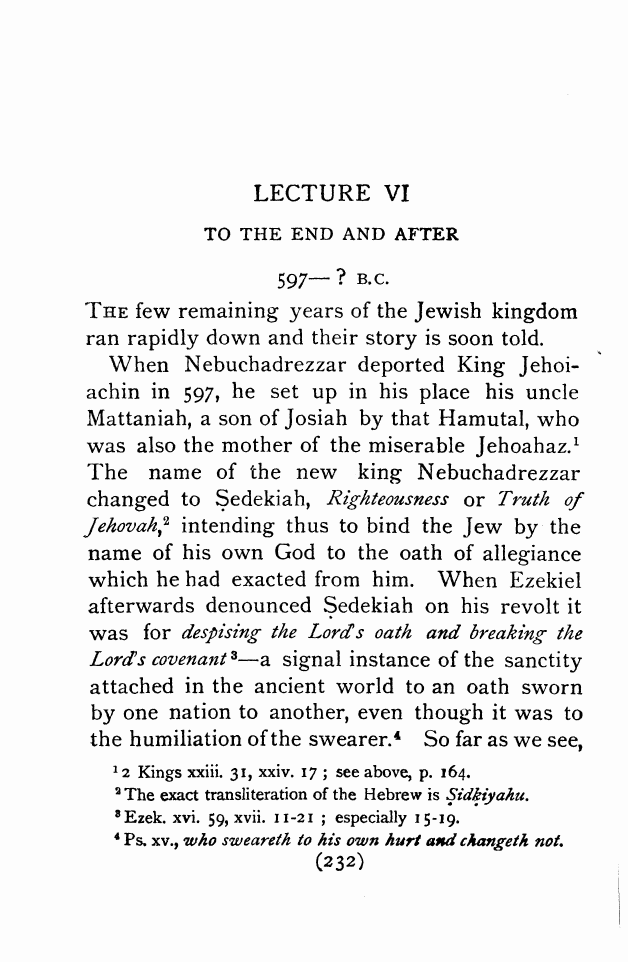 LECTURE VI
TO THE END AND AFTER
597— ? B.C.
THE few remaining years of the Jewish kingdom
ran rapidly down and their story is soon told.
When Nebuchadrezzar deported King Jehoi-
achin in 597, he set up in his place his uncle
Mattaniah, a son of Josiah by that Hamutal, who
was also the mother of the miserable Jehoahaz.¹
The name of the new king Nebuchadrezzar
changed to Ṣedekiah, Righteousness or Truth of
Jehovah,² intending thus to bind the Jew by the
name of his own God to the oath of allegiance
which he had exacted from him. When Ezekiel
afterwards denounced Ṣedekiah on his revolt it
was for despising the Lord's oath and breaking the
Lord's covenant³—a signal instance of the sanctity
attached in the ancient world to an oath sworn
by one nation to another, even though it was to
the humiliation of the swearer.⁴ So far as we see,
¹ 2 Kings xxiii. 31, xxiv. 17 ; see above, p. 164.
² The exact transliteration of the Hebrew is Ṣidḳiyahu.
³ Ezek. xvi. 59, xvii. 11-21 ; especially 15-19.
⁴ Ps. xv., who sweareth to his own hurt and changeth not.
(232)